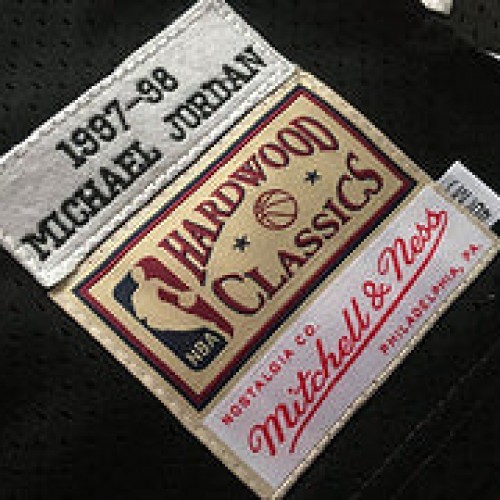 1997-98
MICHAEL JORDAN
HARDWOOD
CLASSICS
NBA
NOSTALGIA CO.
Mitchell & Ness
PHILADELPHIA, PA.